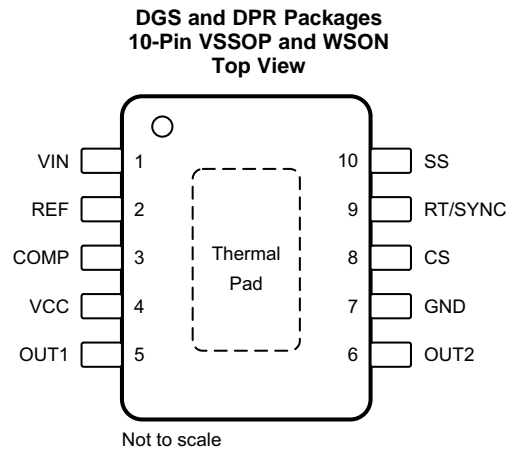 DGS and DPR Packages
10-Pin VSSOP and WSON
Top View
VIN 1 10 SS
REF 2 9 RT/SYNC
COMP 3 8 CS
VCC 4 7 GND
OUT1 5 6 OUT2
Thermal
Pad
Not to scale